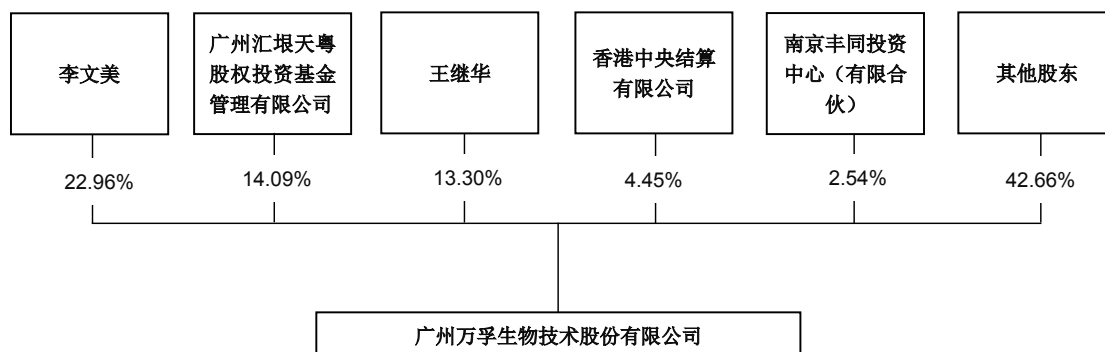 李文美
广州汇垠天粤
股权投资基金
管理有限公司
王继华
香港中央结算
有限公司
南京丰同投资
中心（有限合
伙）
其他股东
22.96%
14.09%
13.30%
4.45%
2.54%
42.66%
广州万孚生物技术股份有限公司